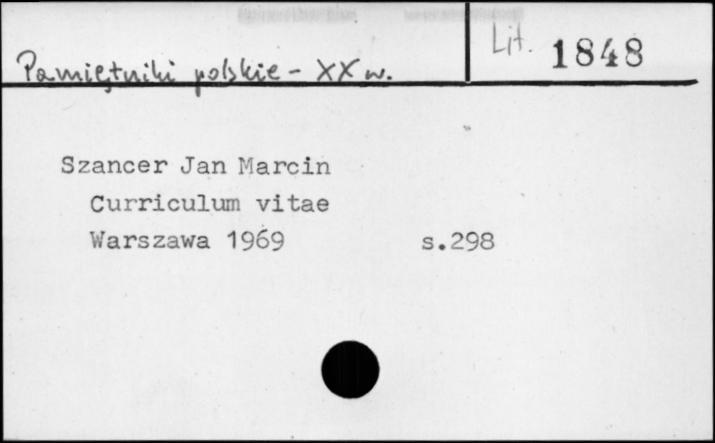 Lit. 1848
Pamiętniki polskie - XX w.
Szancer Jan Marcin
Curriculum vitae
Warszawa 1969 s.298